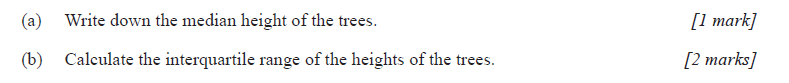 (a) Write down the median height of the trees. [1 mark]
(b) Calculate the interquartile range of the heights of the trees. [2 marks]